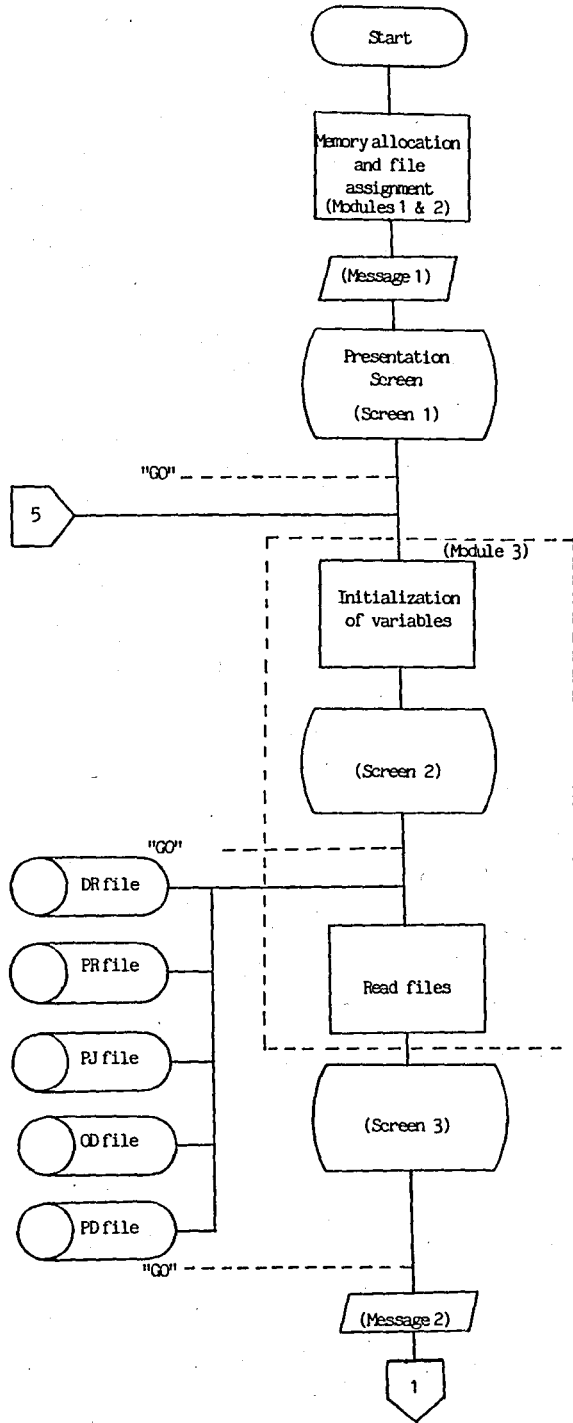 Start
Memory allocation
and file
assignment
(Modules 1 & 2)
(Message 1)
Presentation
Screen
(Screen 1)
"GO"
5
(Module 3)
Initialization
of variables
(Screen 2)
"GO"
DR file
PR file
Read files
PJ file
(Screen 3)
OD file
PD file
"GO"
(Message 2)
1